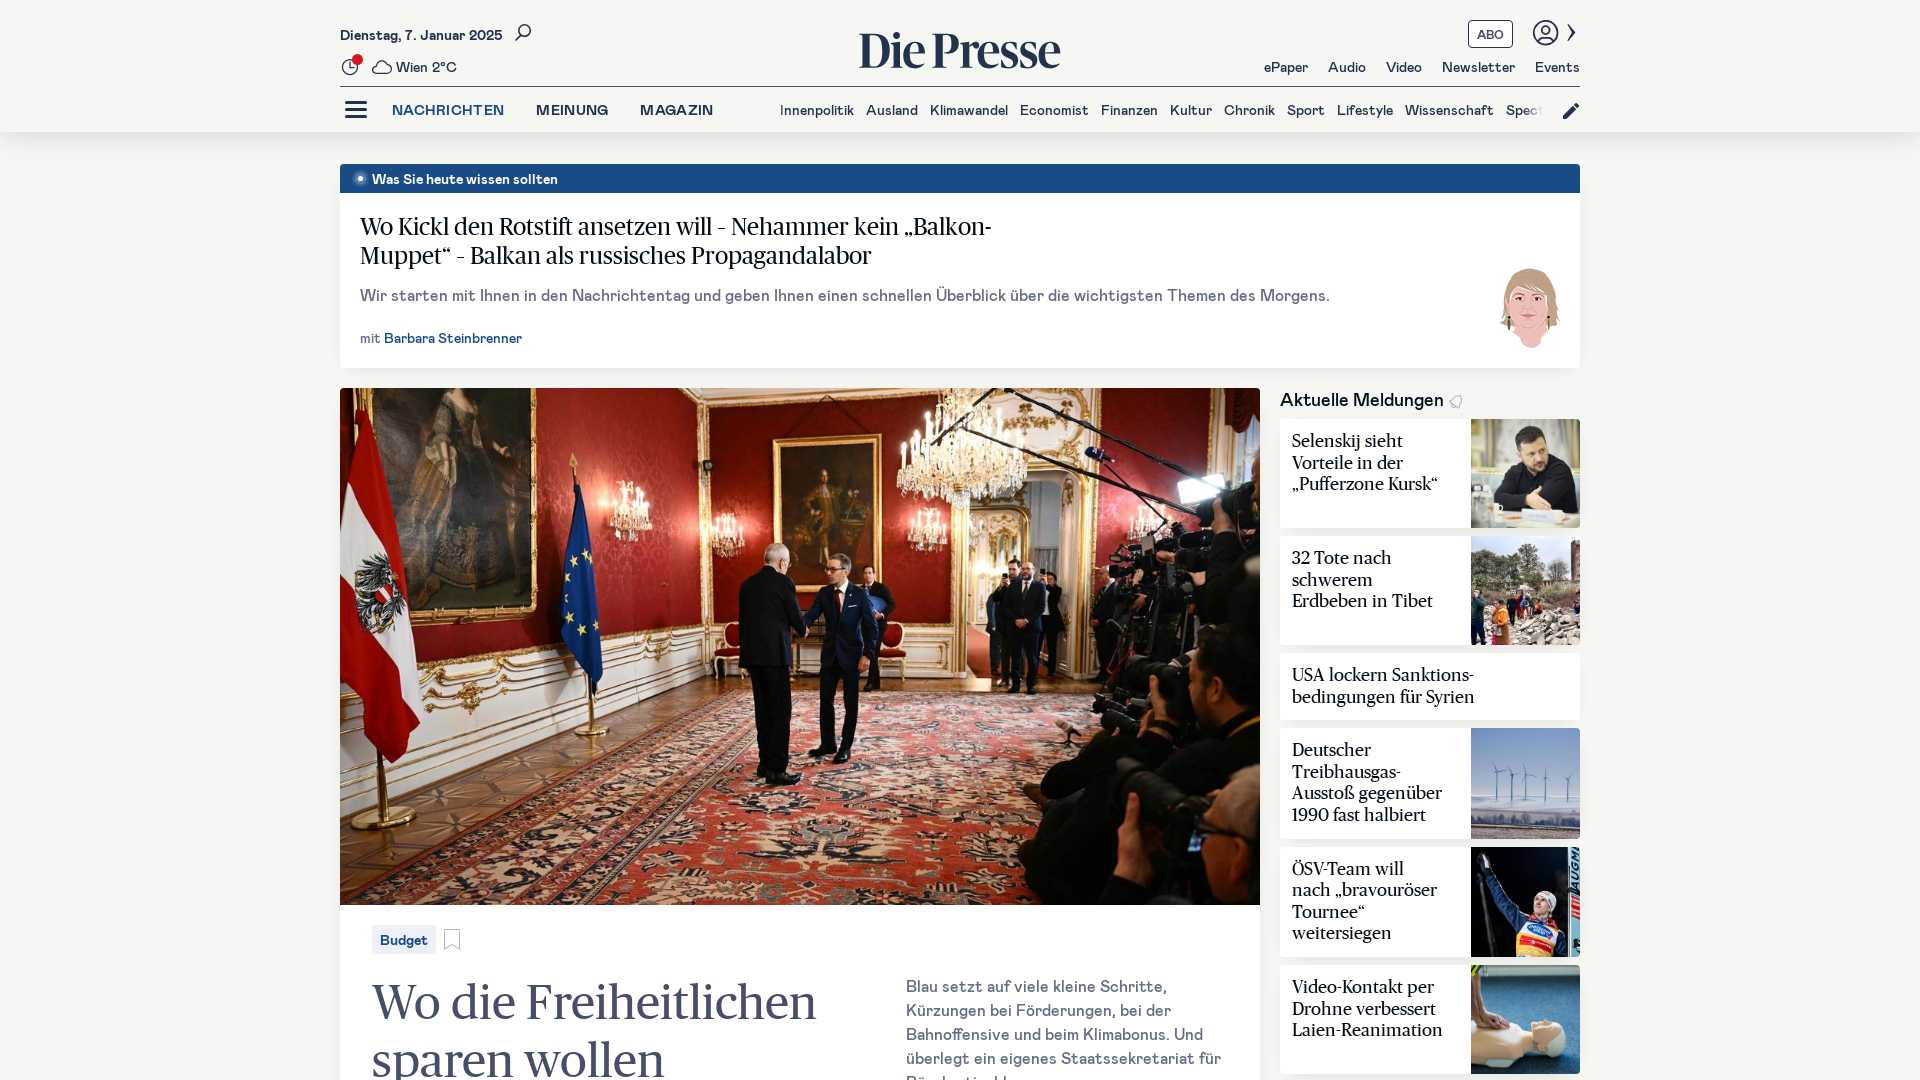 Dienstag, 7. Januar 2025
Die Presse
ABO
Wien 2°C
ePaper
Audio
Video
Newsletter
Events
NACHRICHTEN
MEINUNG
MAGAZIN
Innenpolitik
Ausland
Klimawandel
Economist
Finanzen
Kultur
Chronik
Sport
Lifestyle
Wissenschaft
Was Sie heute wissen sollten
Wo Kickl den Rotstift ansetzen will – Nehammer kein „Balkon-
Muppet“ – Balkan als russisches Propagandalabor
Wir starten mit Ihnen in den Nachrichtentag und geben Ihnen einen schnellen Überblick über die wichtigsten Themen des Morgens.
mit Barbara Steinbrenner
Budget
Wo die Freiheitlichen
sparen wollen
Blau setzt auf viele kleine Schritte,
Kürzungen bei Förderungen, bei der
Bahnoffensive und beim Klimabonus. Und
überlegt ein eigenes Staatssekretariat für
Aktuelle Meldungen
Selenskij sieht
Vorteile in der
„Pufferzone Kursk“
32 Tote nach
schwerem
Erdbeben in Tibet
USA lockern Sanktions-
bedingungen für Syrien
Deutscher
Treibhausgas-
Ausstoß gegenüber
1990 fast halbiert
ÖSV-Team will
nach „bravouröser
Tournee“
weitersiegen
Video-Kontakt per
Drohne verbessert
Laien-Reanimation